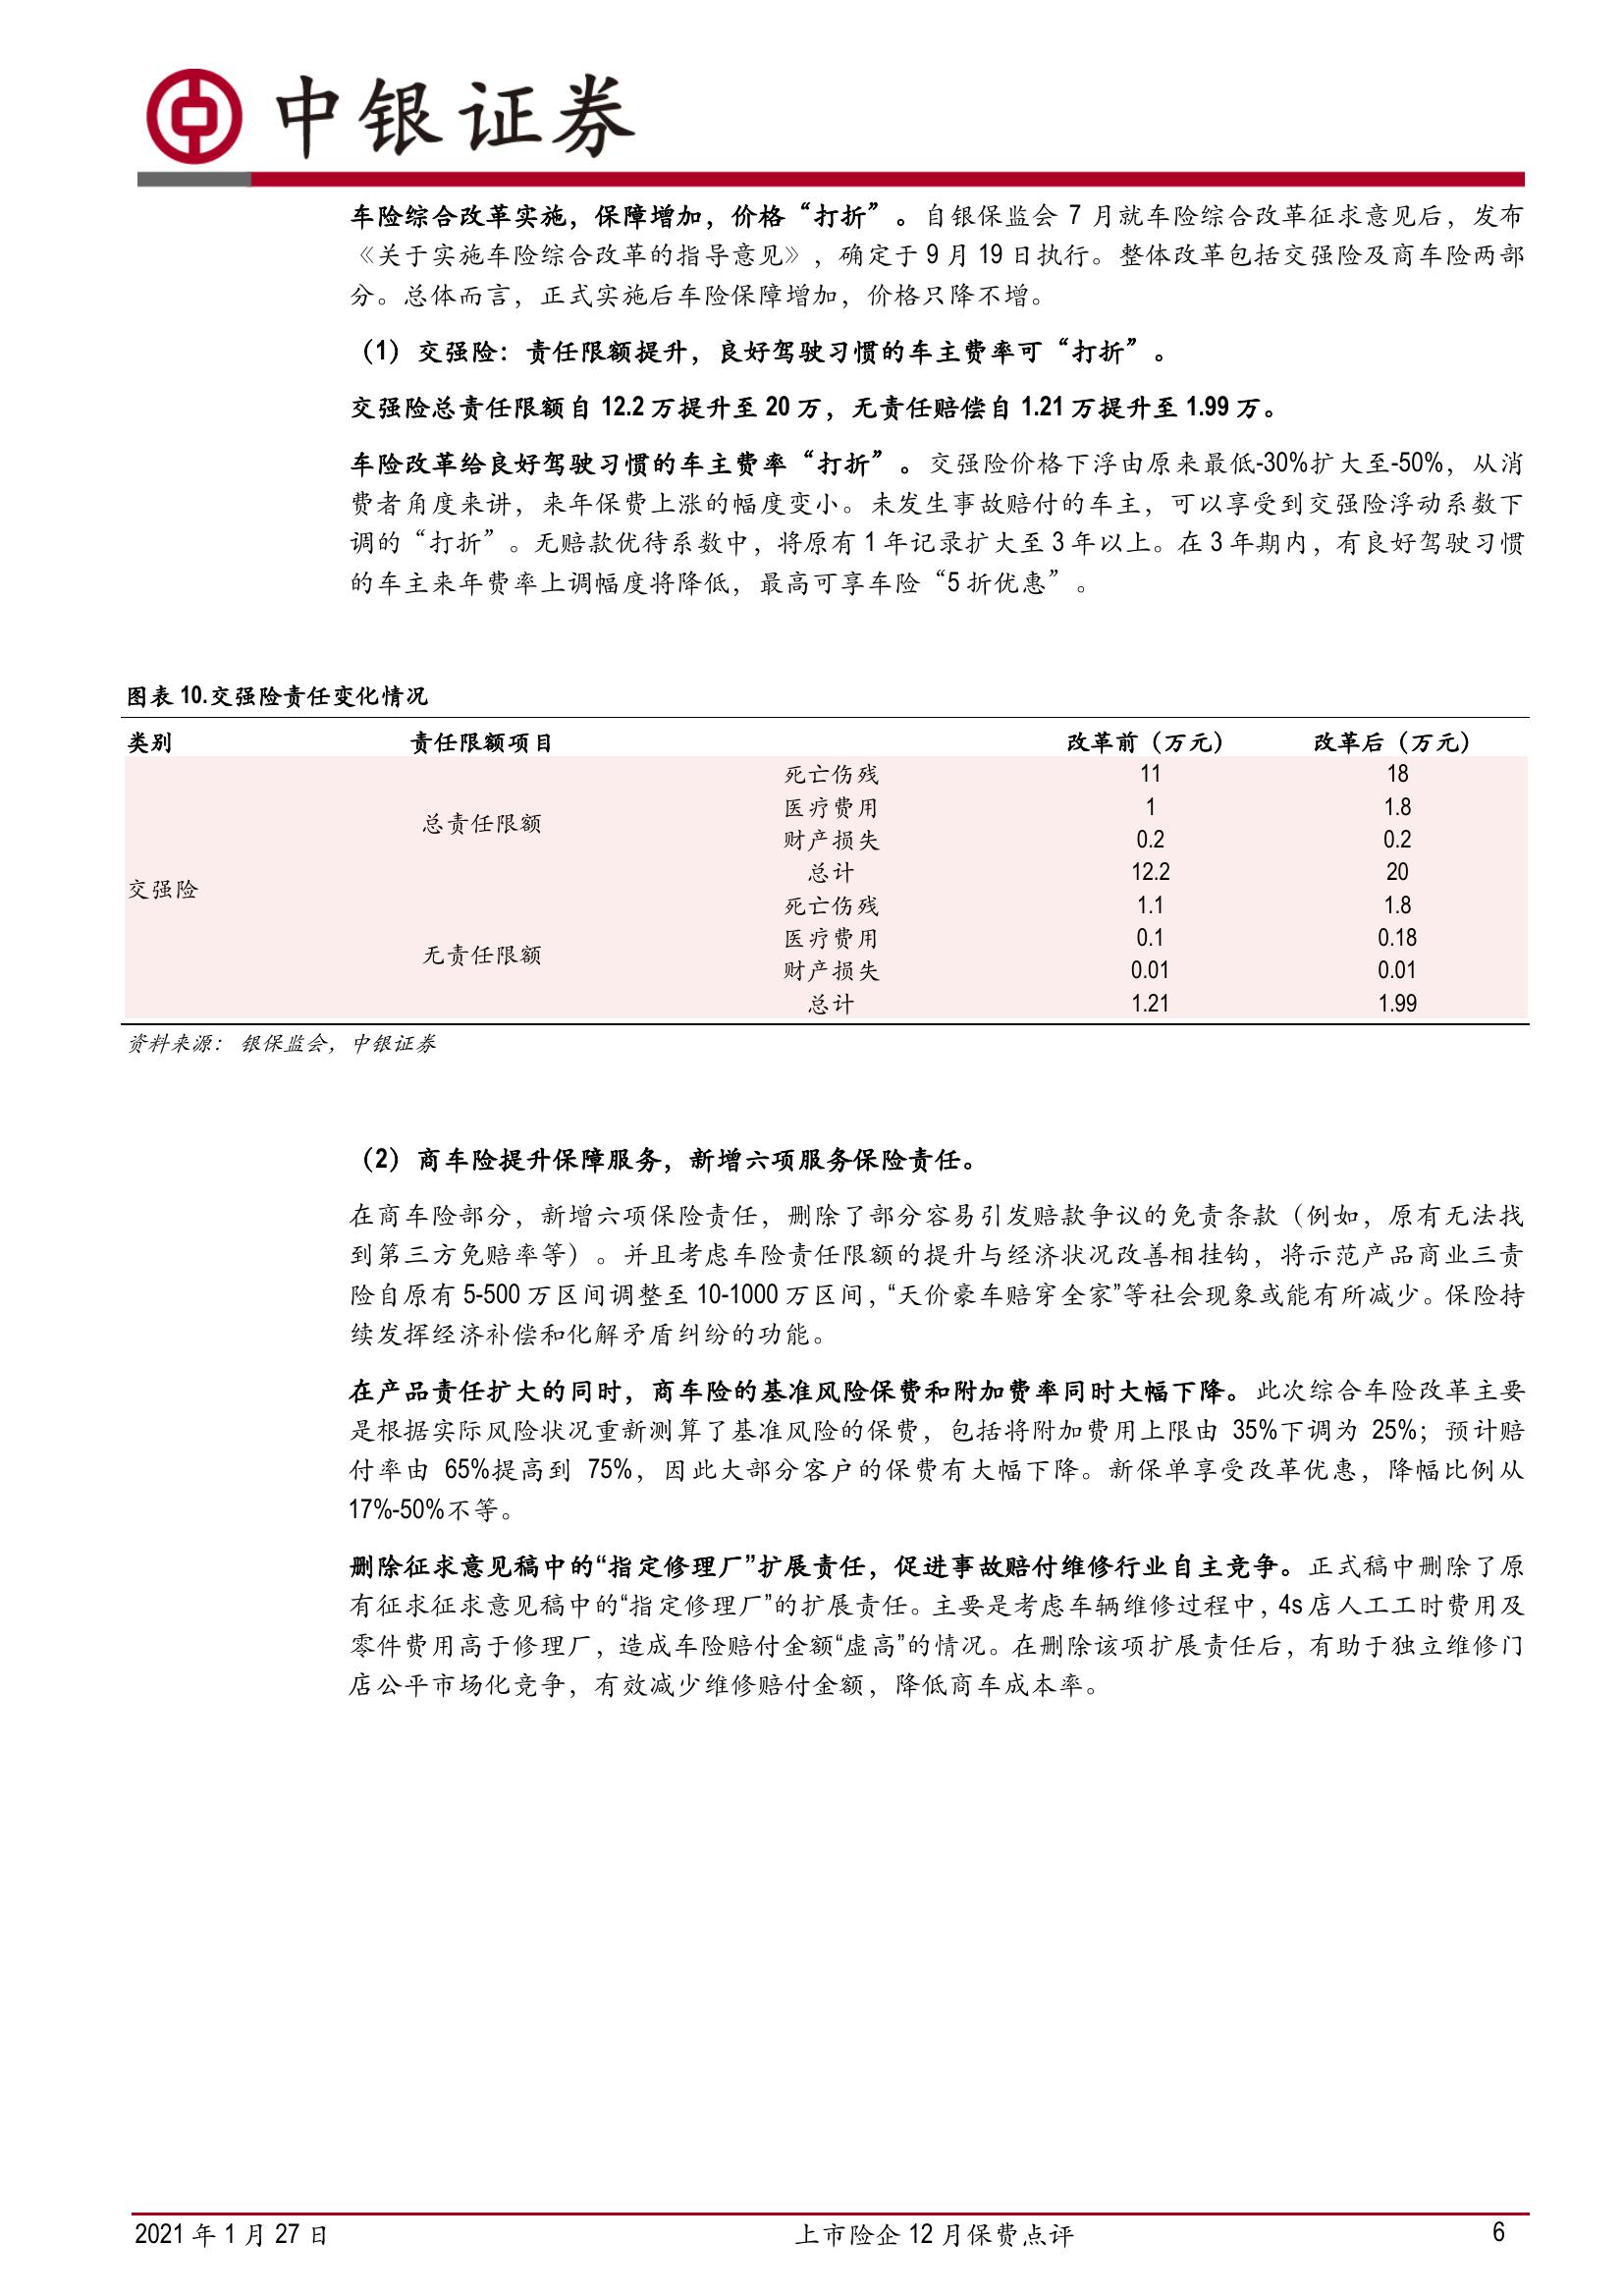 中银证券
车险综合改革实施，保障增加，价格“打折”。自银保监会 7 月就车险综合改革征求意见后，发布
《关于实施车险综合改革的指导意见》，确定于 9 月 19 日执行。整体改革包括交强险及商车险两部
分。总体而言，正式实施后车险保障增加，价格只降不增。
（1）交强险：责任限额提升，良好驾驶习惯的车主费率可“打折”。
交强险总责任限额自 12.2 万提升至 20 万，无责任赔偿自 1.21 万提升至 1.99 万。
车险改革给良好驾驶习惯的车主费率“打折”。交强险价格下浮由原来最低-30%扩大至-50%，从消
费者角度来讲，来年保费上涨的幅度变小。未发生事故赔付的车主，可以享受到交强险浮动系数下
调的“打折”。无赔款优待系数中，将原有 1 年记录扩大至 3 年以上。在 3 年期内，有良好驾驶习惯
的车主来年费率上调幅度将降低，最高可享车险“5 折优惠”。
图表 10.交强险责任变化情况
类别 责任限额项目 改革前（万元） 改革后（万元）
死亡伤残 11 18
医疗费用 1 1.8
总责任限额
财产损失 0.2 0.2
总计 12.2 20
交强险
死亡伤残 1.1 1.8
医疗费用 0.1 0.18
无责任限额
财产损失 0.01 0.01
总计 1.21 1.99
资料来源： 银保监会，中银证券
（2）商车险提升保障服务，新增六项服务保险责任。
在商车险部分，新增六项保险责任，删除了部分容易引发赔款争议的免责条款（例如，原有无法找
到第三方免赔率等）。并且考虑车险责任限额的提升与经济状况改善相挂钩，将示范产品商业三责
险自原有 5-500 万区间调整至 10-1000 万区间，“天价豪车赔穿全家”等社会现象或能有所减少。保险持
续发挥经济补偿和化解矛盾纠纷的功能。
在产品责任扩大的同时，商车险的基准风险保费和附加费率同时大幅下降。此次综合车险改革主要
是根据实际风险状况重新测算了基准风险的保费，包括将附加费用上限由 35%下调为 25%；预计赔
付率由 65%提高到 75%，因此大部分客户的保费有大幅下降。新保单享受改革优惠，降幅比例从
17%-50%不等。
删除征求意见稿中的“指定修理厂”扩展责任，促进事故赔付维修行业自主竞争。正式稿中删除了原
有征求征求意见稿中的“指定修理厂”的扩展责任。主要是考虑车辆维修过程中，4s 店人工工时费用及
零件费用高于修理厂，造成车险赔付金额“虚高”的情况。在删除该项扩展责任后，有助于独立维修门
店公平市场化竞争，有效减少维修赔付金额，降低商车成本率。
2021 年 1 月 27 日 上市险企 12 月保费点评 6